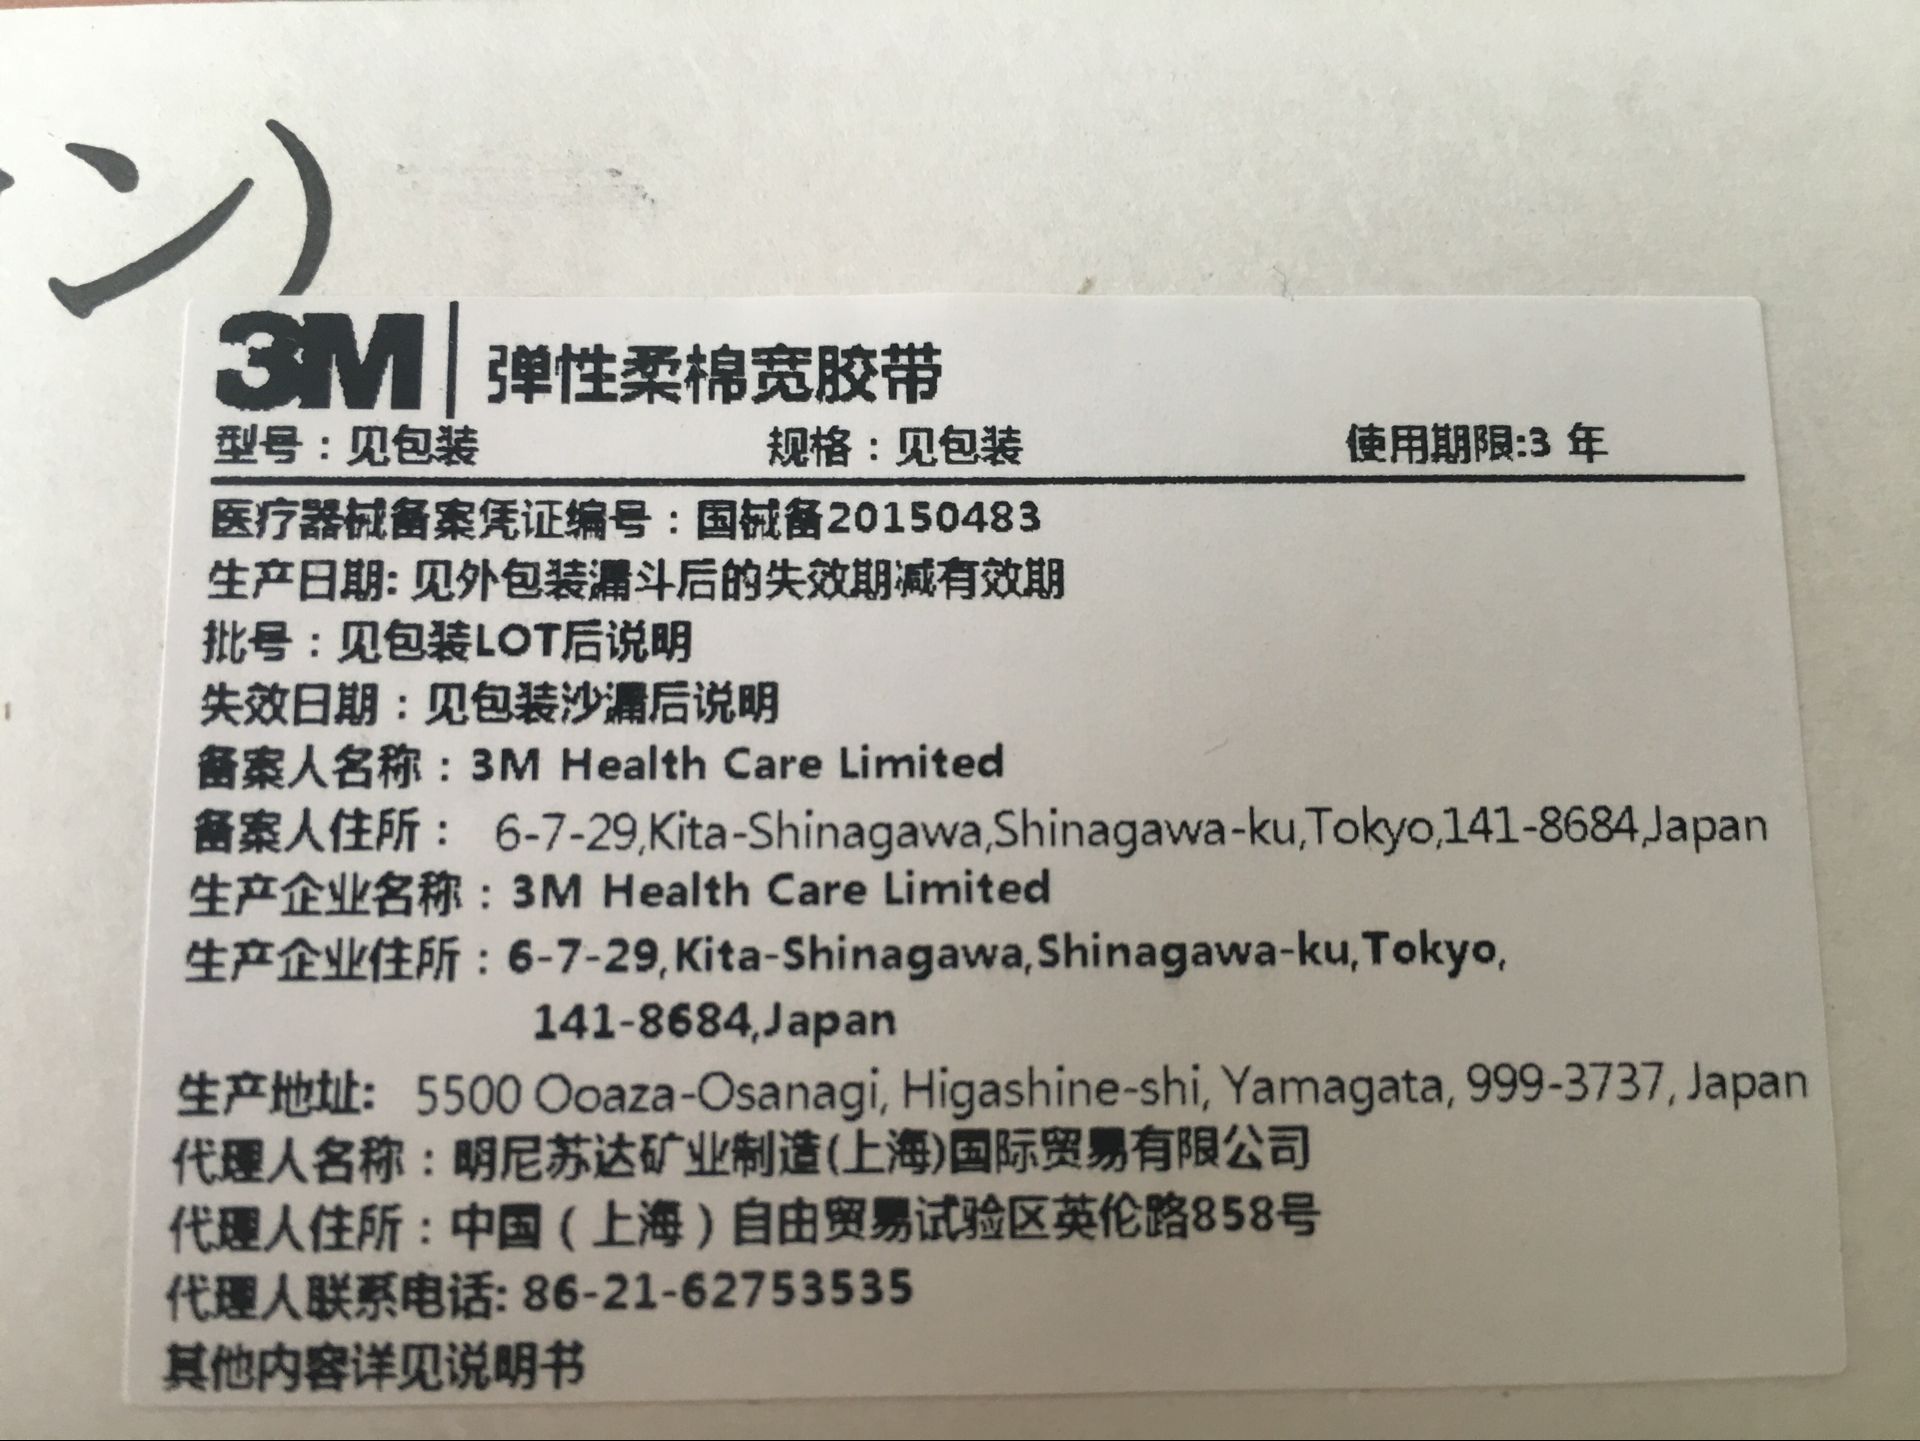 ン)
3M 弹性柔棉宽胶带
型号：见包装 规格：见包装 使用期限:3 年
医疗器械备案凭证编号：国械备20150483
生产日期: 见外包装漏斗后的失效期减有效期
批号：见包装LOT后说明
失效日期：见包装沙漏后说明
备案人名称：3M Health Care Limited
备案人住所： 6-7-29,Kita-Shinagawa,Shinagawa-ku,Tokyo,141-8684,Japan
生产企业名称：3M Health Care Limited
生产企业住所：6-7-29,Kita-Shinagawa,Shinagawa-ku,Tokyo,
141-8684,Japan
生产地址: 5500 Ooaza-Osanagi, Higashine-shi, Yamagata, 999-3737, Japan
代理人名称：明尼苏达矿业制造(上海)国际贸易有限公司
代理人住所：中国（上海）自由贸易试验区英伦路858号
代理人联系电话: 86-21-62753535
其他内容详见说明书